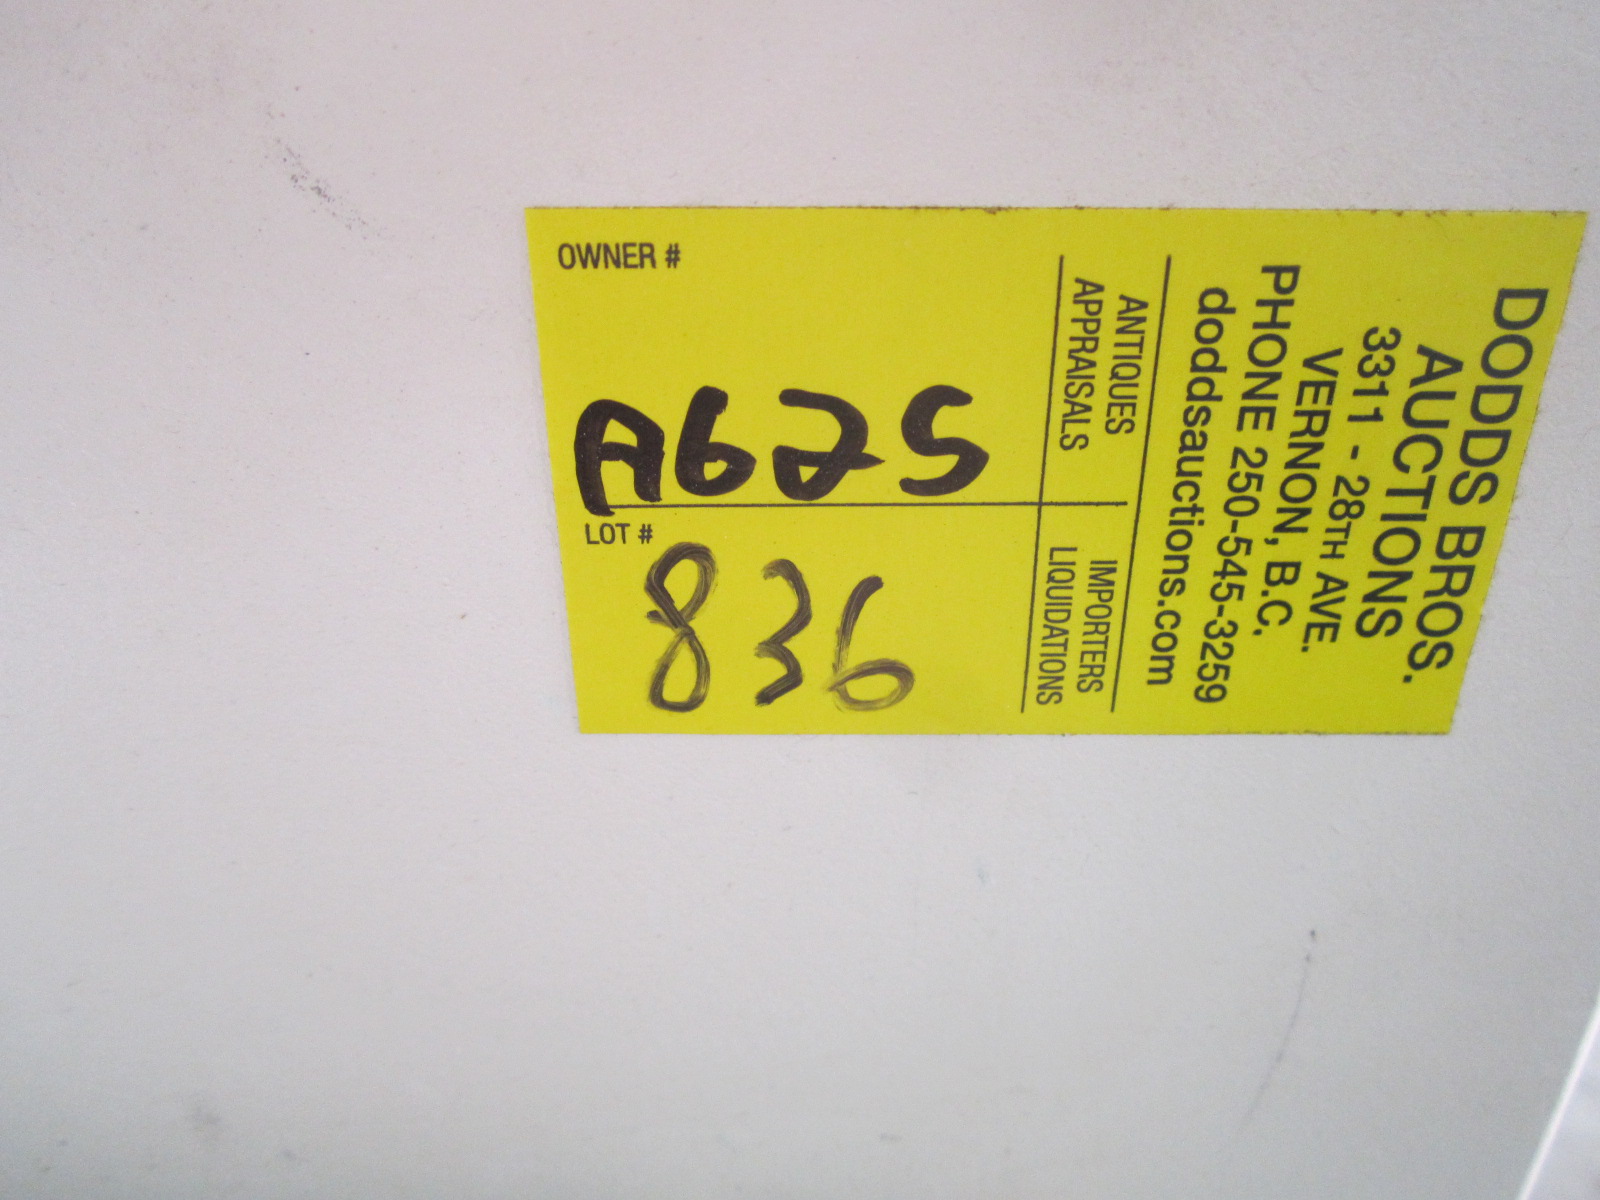 DODDS BROS.
AUCTIONS
3311 - 28TH AVE.
VERNON, B.C.
PHONE 250-545-3259
doddsauctions.com
ANTIQUES
APPRAISALS
IMPORTERS
LIQUIDATIONS
OWNER #
A625
LOT #
836